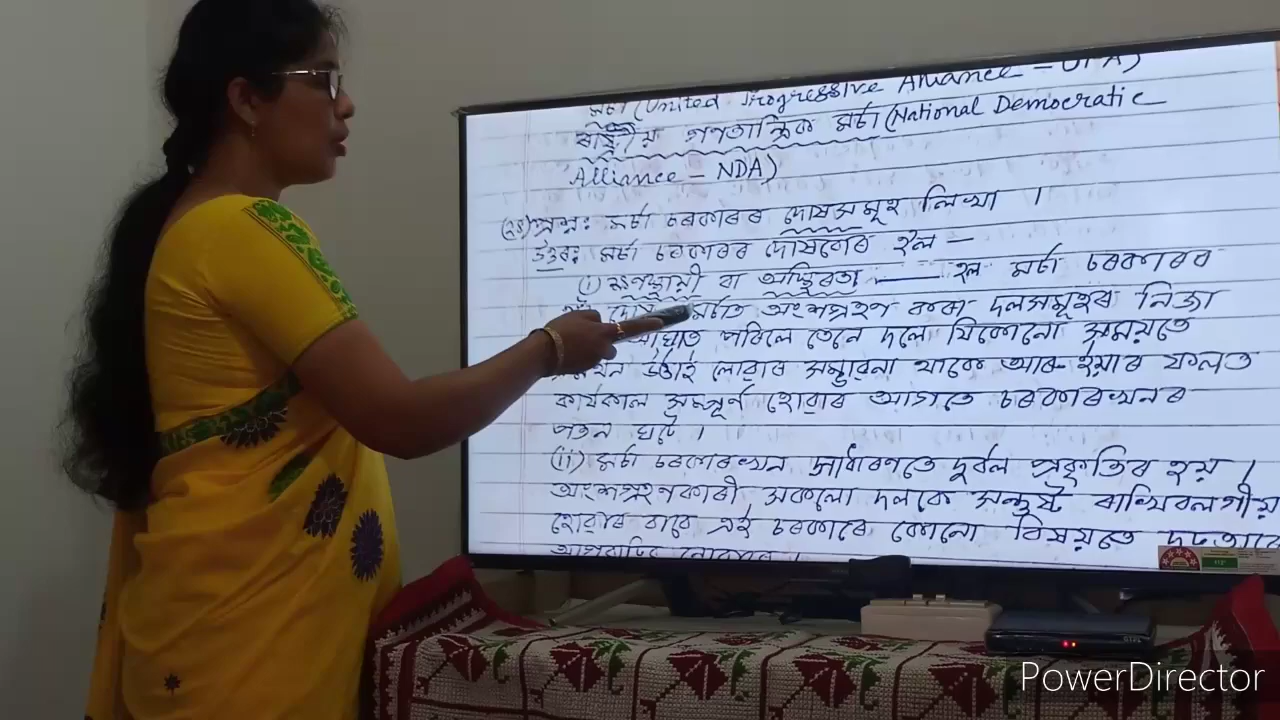 মৰ্চা (United Progressive Alliance – UPA)
ৰাষ্ট্ৰীয় গণতান্ত্ৰিক মৰ্চা (National Democratic
Alliance – NDA)
(২৪) প্ৰশ্ন: মৰ্চা চৰকাৰৰ দোষসমূহ লিখা ।
উত্তৰ: মৰ্চা চৰকাৰৰ দোষবোৰ হ'ল –
(i) ক্ষণস্থায়ী বা অস্থিৰতা — হ'ল মৰ্চা চৰকাৰৰ
মৰ্চাত অংশগ্ৰহণ কৰা দলসমূহৰ নিজা
আঘাত পৰিলে তেনে দলে যিকোনো সময়তে
উঠাই লোৱাৰ সম্ভাৱনা থাকে আৰু ইয়াৰ ফলত
কাৰ্যকাল সম্পূৰ্ণ হোৱাৰ আগতে চৰকাৰখনৰ
পতন ঘটে ।
(ii) মৰ্চা চৰকাৰখন সাধাৰণতে দুৰ্বল প্ৰকৃতিৰ হয় ।
অংশগ্ৰহণকাৰী সকলো দলকে সন্তুষ্ট ৰাখিবলগীয়া
হোৱাৰ বাবে এই চৰকাৰে কোনো বিষয়তে দৃঢ়তাৰে
PowerDirector